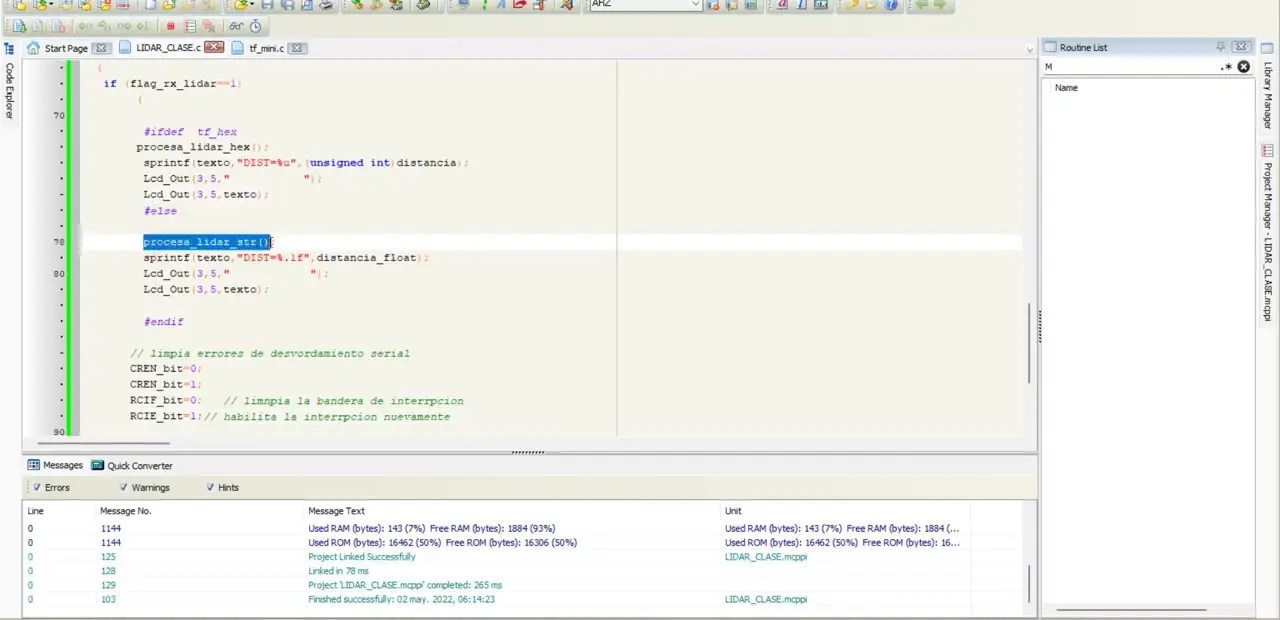 ARZ
Start Page
LIDAR_CLASE.c
tf_mini.c
Routine List
Code Explorer
M
.*
Name
Library Manager
Project Manager - LIDAR_CLASE.mcppi
{
if (flag_rx_lidar==1)
{
70
#ifdef tf_hex
procesa_lidar_hex();
sprintf(texto,"DIST=%u",(unsigned int)distancia);
Lcd_Out(3,5,"           ");
Lcd_Out(3,5,texto);
#else
78 procesa_lidar_str();
sprintf(texto,"DIST=%.1f",distancia_float);
80 Lcd_Out(3,5,"            ");
Lcd_Out(3,5,texto);
#endif
// limpia errores de desvordamiento serial
CREN_bit=0;
CREN_bit=1;
RCIF_bit=0; // limnpia la bandera de interrpcion
RCIE_bit=1;// habilita la interrpcion nuevamente
90
Messages Quick Converter
Errors Warnings Hints
Line Message No. Message Text Unit
0 1144 Used RAM (bytes): 143 (7%) Free RAM (bytes): 1884 (93%) Used RAM (bytes): 143 (7%) Free RAM (bytes): 1884 (...
0 1144 Used ROM (bytes): 16462 (50%) Free ROM (bytes): 16306 (50%) Used ROM (bytes): 16462 (50%) Free ROM (bytes): 16...
0 125 Project Linked Successfully LIDAR_CLASE.mcppi
0 128 Linked in 78 ms
0 129 Project 'LIDAR_CLASE.mcppi' completed: 265 ms
0 103 Finished successfully: 02 may. 2022, 06:14:23 LIDAR_CLASE.mcppi